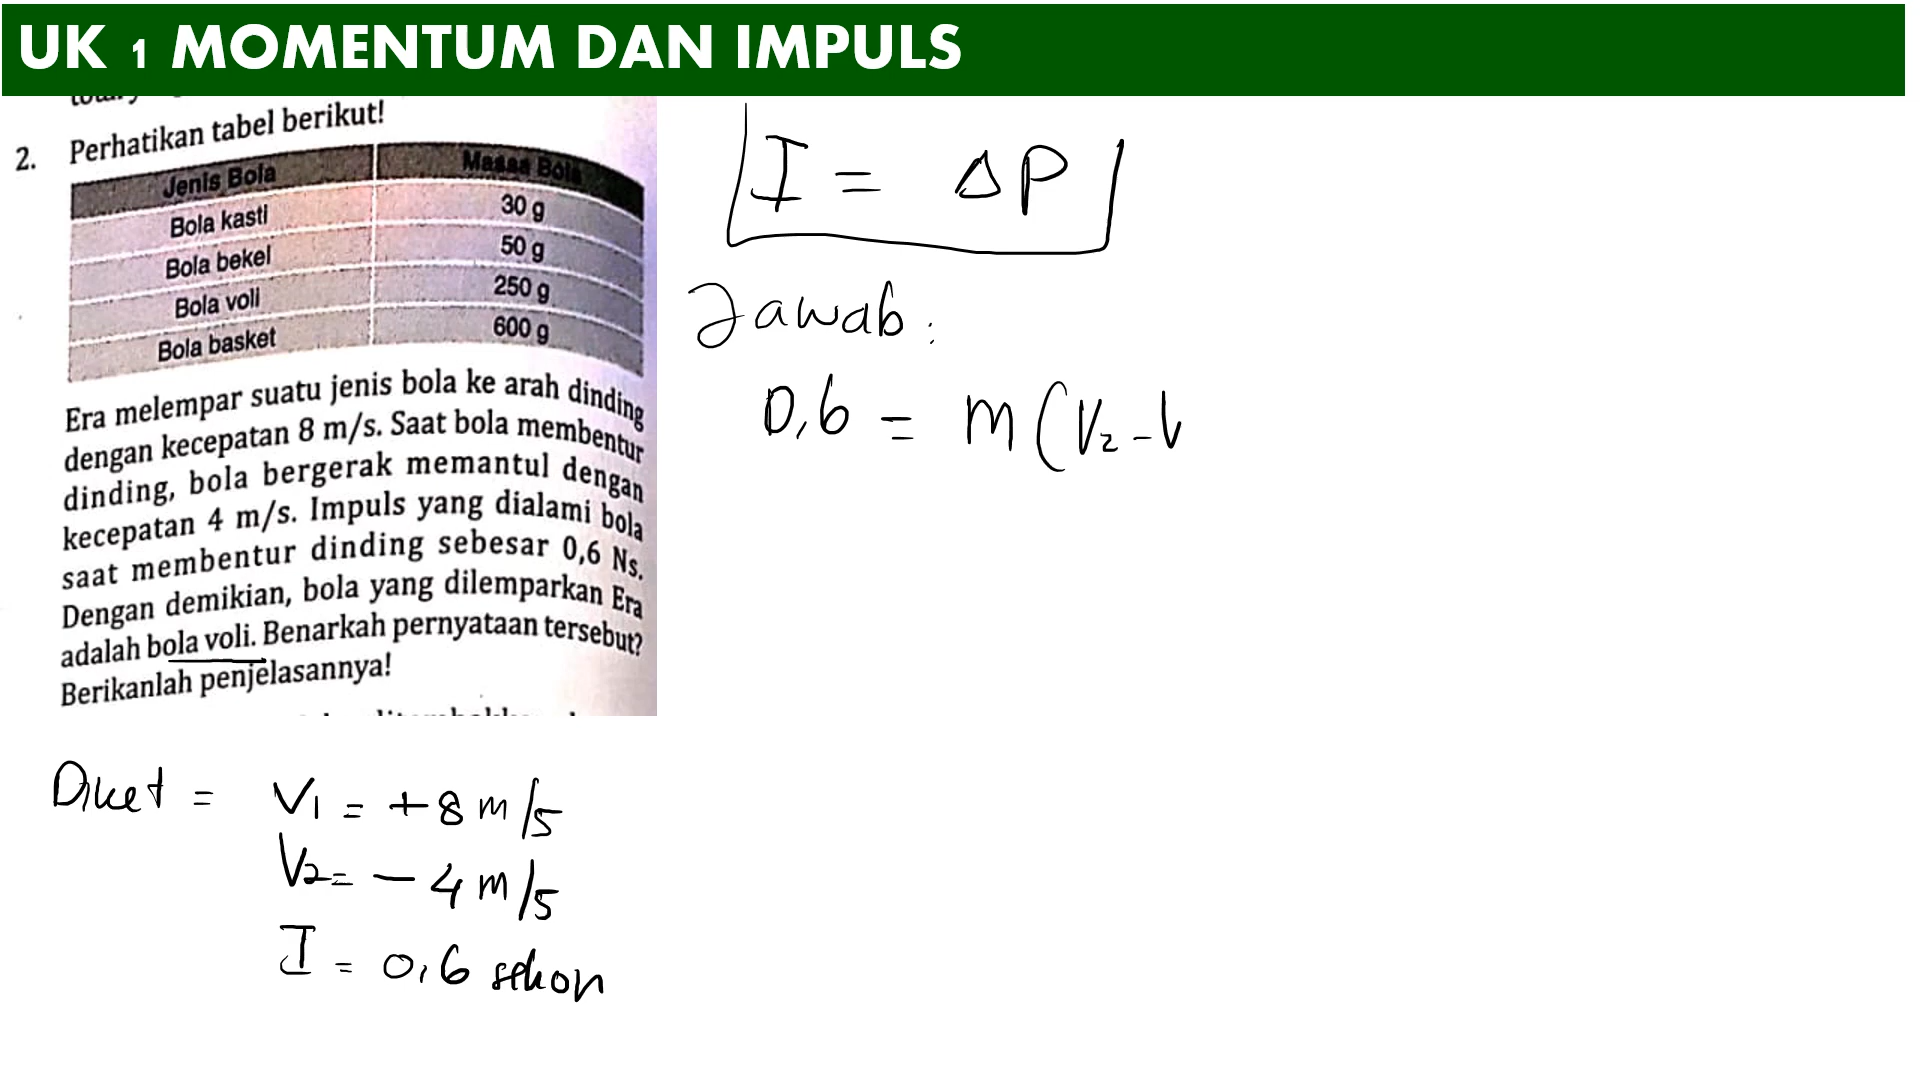 UK 1 MOMENTUM DAN IMPULS
2. Perhatikan tabel berikut!
Jenis Bola Massa Bola
Bola kasti 30 g
Bola bekel 50 g
Bola voli 250 g
Bola basket 600 g
Era melempar suatu jenis bola ke arah dinding
dengan kecepatan 8 m/s. Saat bola membentur
dinding, bola bergerak memantul dengan
kecepatan 4 m/s. Impuls yang dialami bola
saat membentur dinding sebesar 0,6 Ns.
Dengan demikian, bola yang dilemparkan Era
adalah bola voli. Benarkah pernyataan tersebut?
Berikanlah penjelasannya!
Diket = V1 = +8 m/s
V2 = - 4 m/s
I = 0,6 sekon
I = ΔP
Jawab :
0,6 = m (V2 - V